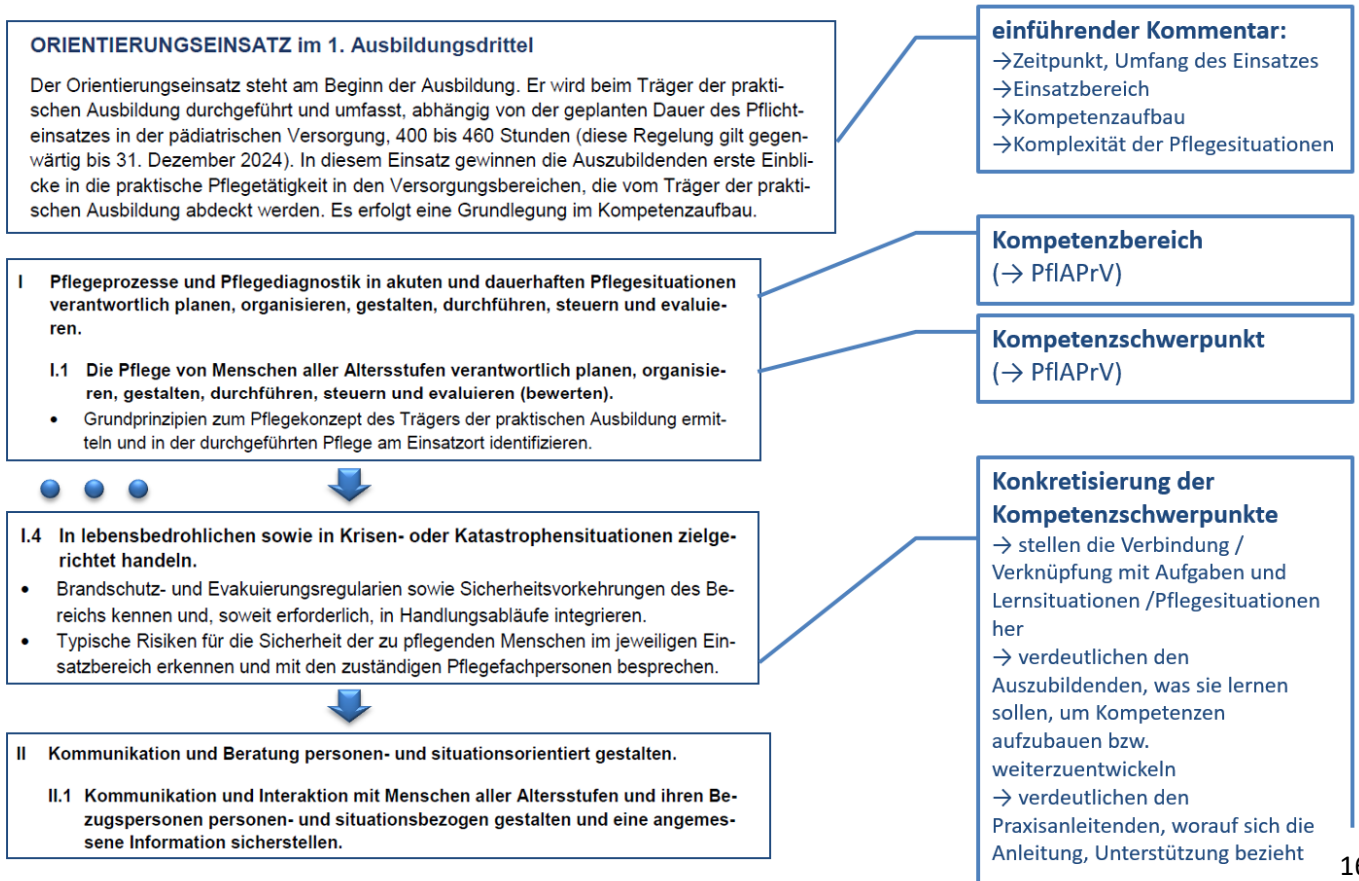 ORIENTIERUNGSEINSATZ im 1. Ausbildungsdrittel
Der Orientierungseinsatz steht am Beginn der Ausbildung. Er wird beim Träger der prakti-
schen Ausbildung durchgeführt und umfasst, abhängig von der geplanten Dauer des Pflicht-
einsatzes in der pädiatrischen Versorgung, 400 bis 460 Stunden (diese Regelung gilt gegen-
wärtig bis 31. Dezember 2024). In diesem Einsatz gewinnen die Auszubildenden erste Einbli-
cke in die praktische Pflegetätigkeit in den Versorgungsbereichen, die vom Träger der prakti-
schen Ausbildung abdeckt werden. Es erfolgt eine Grundlegung im Kompetenzaufbau.
einführender Kommentar:
→Zeitpunkt, Umfang des Einsatzes
→Einsatzbereich
→Kompetenzaufbau
→Komplexität der Pflegesituationen
I Pflegeprozesse und Pflegediagnostik in akuten und dauerhaften Pflegesituationen
verantwortlich planen, organisieren, gestalten, durchführen, steuern und evaluie-
ren.
I.1 Die Pflege von Menschen aller Altersstufen verantwortlich planen, organisie-
ren, gestalten, durchführen, steuern und evaluieren (bewerten).
• Grundprinzipien zum Pflegekonzept des Trägers der praktischen Ausbildung ermit-
teln und in der durchgeführten Pflege am Einsatzort identifizieren.
Kompetenzbereich
(→ PflAPrV)
Kompetenzschwerpunkt
(→ PflAPrV)
I.4 In lebensbedrohlichen sowie in Krisen- oder Katastrophensituationen zielge-
richtet handeln.
• Brandschutz- und Evakuierungsregularien sowie Sicherheitsvorkehrungen des Be-
reichs kennen und, soweit erforderlich, in Handlungsabläufe integrieren.
• Typische Risiken für die Sicherheit der zu pflegenden Menschen im jeweiligen Ein-
satzbereich erkennen und mit den zuständigen Pflegefachpersonen besprechen.
II Kommunikation und Beratung personen- und situationsorientiert gestalten.
II.1 Kommunikation und Interaktion mit Menschen aller Altersstufen und ihren Be-
zugspersonen personen- und situationsbezogen gestalten und eine angemes-
sene Information sicherstellen.
Konkretisierung der
Kompetenzschwerpunkte
→ stellen die Verbindung /
Verknüpfung mit Aufgaben und
Lernsituationen /Pflegesituationen
her
→ verdeutlichen den
Auszubildenden, was sie lernen
sollen, um Kompetenzen
aufzubauen bzw.
weiterzuentwickeln
→ verdeutlichen den
Praxisanleitenden, worauf sich die
Anleitung, Unterstützung bezieht
16